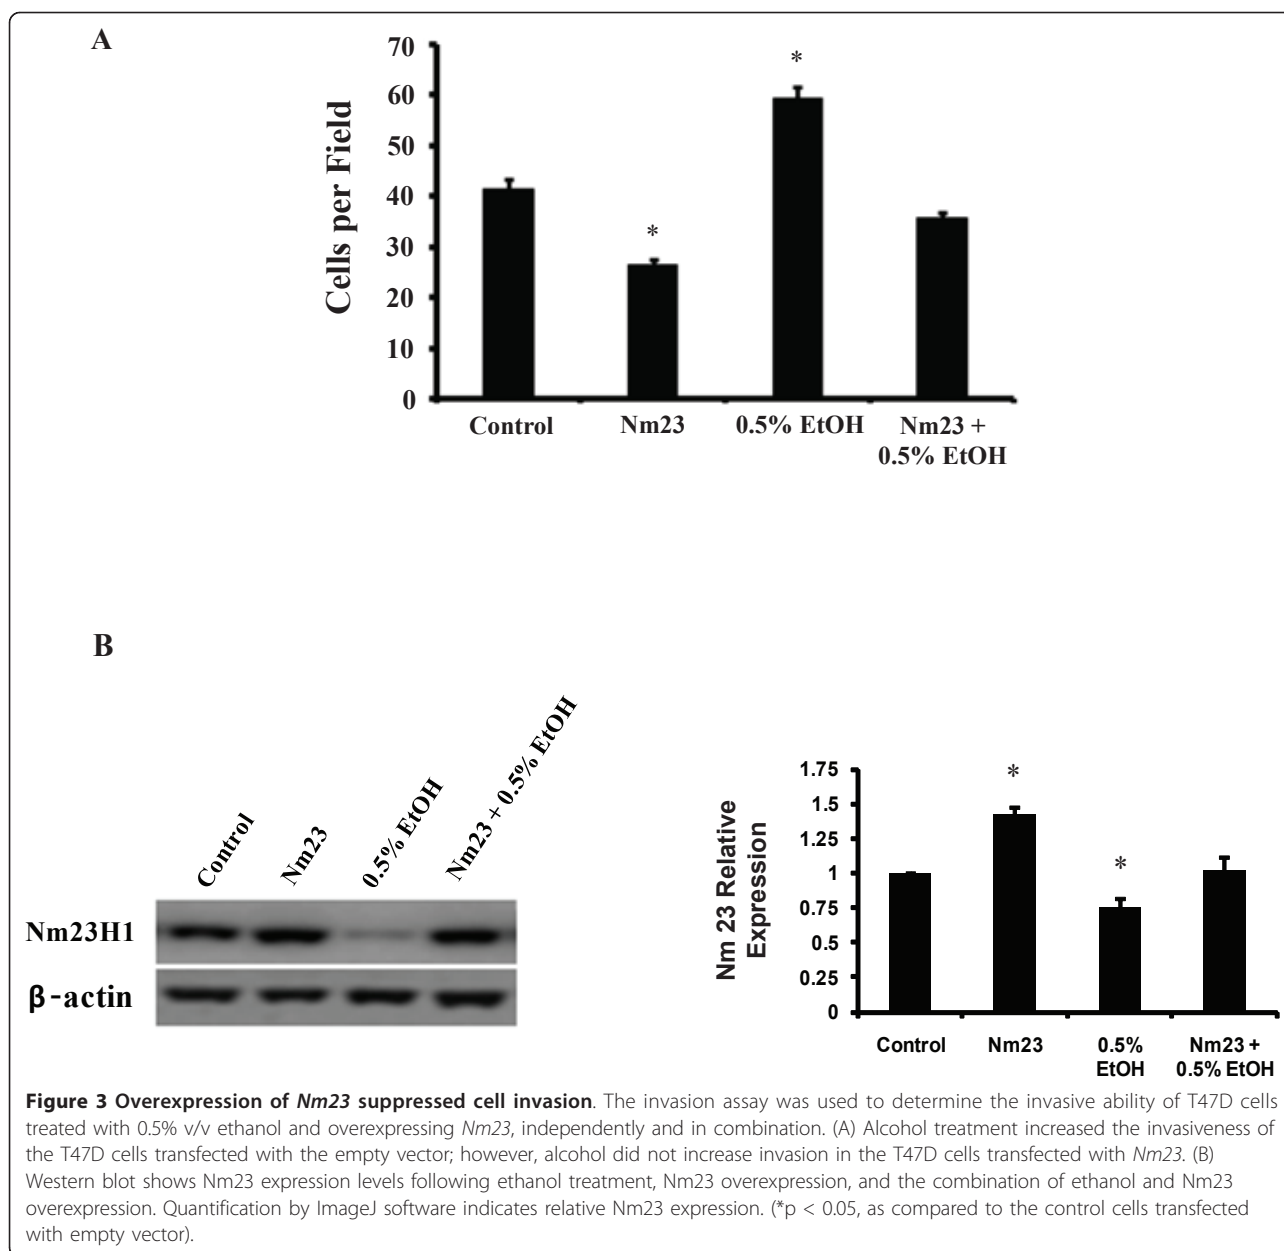 A
70
60
50
40
30
20
10
0
Cells per Field
*
*
Control
Nm23
0.5% EtOH
Nm23 +
0.5% EtOH
B
Control
Nm23
0.5% EtOH
Nm23 + 0.5% EtOH
Nm23H1
β-actin
Nm 23 Relative
Expression
1.75
1.5
1.25
1
0.75
0.5
0.25
0
*
*
Control
Nm23
0.5%
EtOH
Nm23 +
0.5% EtOH
Figure 3 Overexpression of Nm23 suppressed cell invasion. The invasion assay was used to determine the invasive ability of T47D cells
treated with 0.5% v/v ethanol and overexpressing Nm23, independently and in combination. (A) Alcohol treatment increased the invasiveness of
the T47D cells transfected with the empty vector; however, alcohol did not increase invasion in the T47D cells transfected with Nm23. (B)
Western blot shows Nm23 expression levels following ethanol treatment, Nm23 overexpression, and the combination of ethanol and Nm23
overexpression. Quantification by ImageJ software indicates relative Nm23 expression. (*p < 0.05, as compared to the control cells transfected
with empty vector).